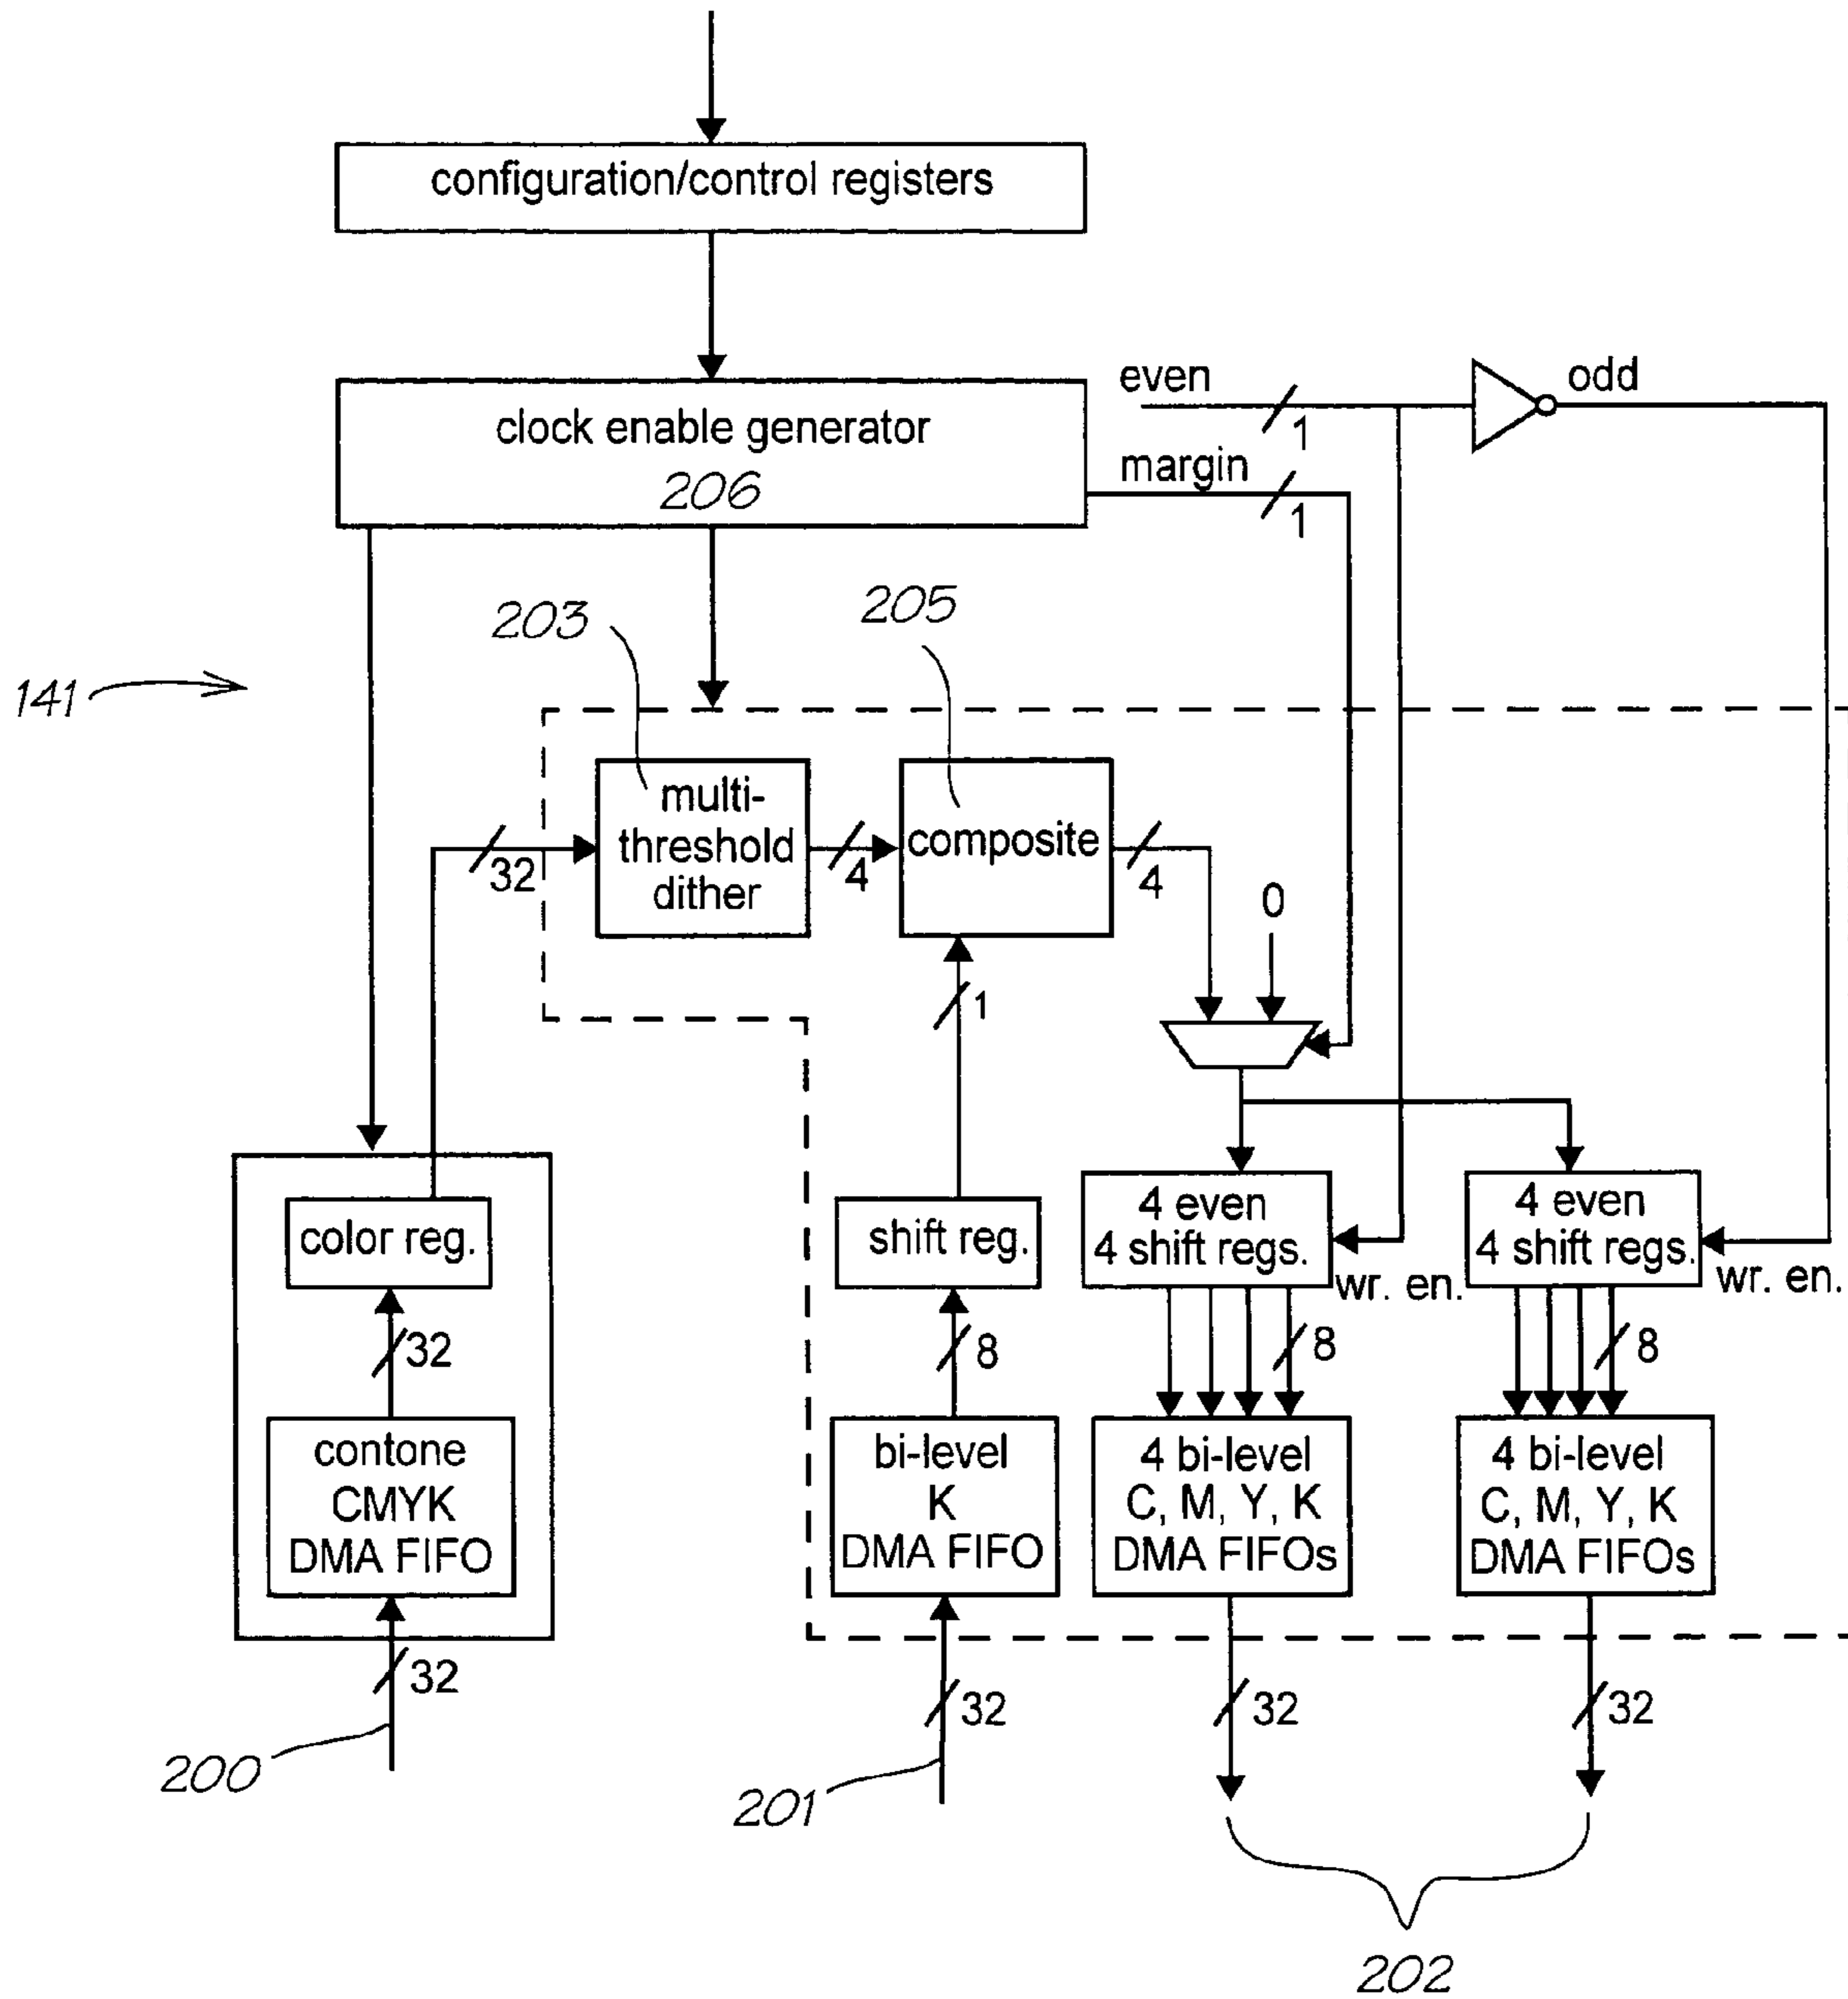 configuration/control registers
even
odd
clock enable generator
206
1
margin
1
203
205
141
multi-
threshold
dither
composite
32
4
4
0
1
color reg.
shift reg.
4 even
4 shift regs.
4 even
4 shift regs.
wr. en.
wr. en.
32
8
8
8
contone
CMYK
DMA FIFO
bi-level
K
DMA FIFO
4 bi-level
C, M, Y, K
DMA FIFOs
4 bi-level
C, M, Y, K
DMA FIFOs
32
32
32
32
200
201
202